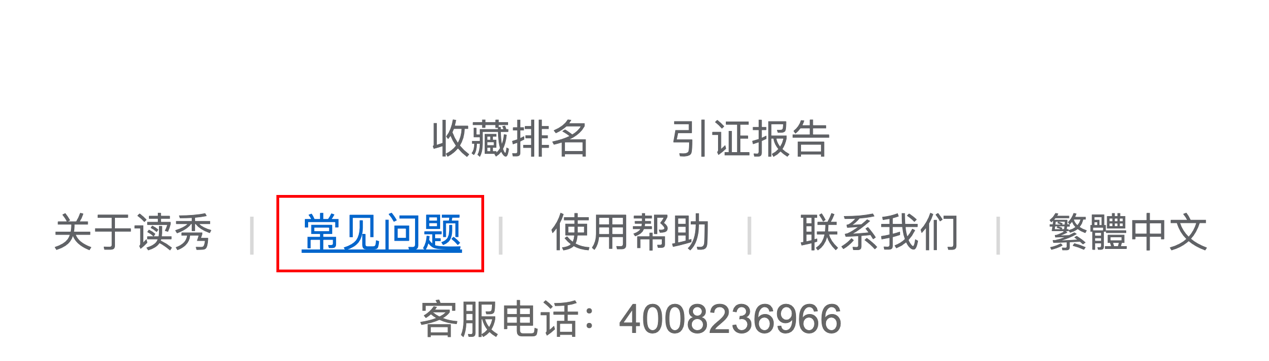 收藏排名 引证报告
关于读秀 | 常见问题 | 使用帮助 | 联系我们 | 繁體中文
客服电话：4008236966